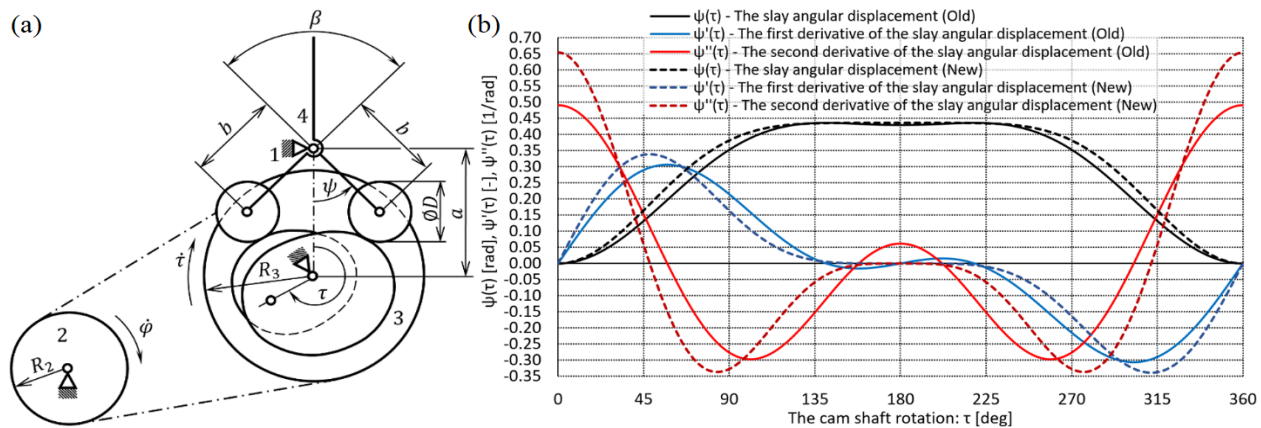 (a)
β
b
4
b
1
ψ
ØD
a
τ̇
R₃
τ
3
2
φ̇
R₂
(b)
ψ(τ) - The slay angular displacement (Old)
ψ'(τ) - The first derivative of the slay angular displacement (Old)
ψ''(τ) - The second derivative of the slay angular displacement (Old)
ψ(τ) - The slay angular displacement (New)
ψ'(τ) - The first derivative of the slay angular displacement (New)
ψ''(τ) - The second derivative of the slay angular displacement (New)
ψ(τ) [rad], ψ'(τ) [-], ψ''(τ) [1/rad]
0.70
0.65
0.60
0.55
0.50
0.45
0.40
0.35
0.30
0.25
0.20
0.15
0.10
0.05
0.00
-0.05
-0.10
-0.15
-0.20
-0.25
-0.30
-0.35
0 45 90 135 180 225 270 315 360
The cam shaft rotation: τ [deg]